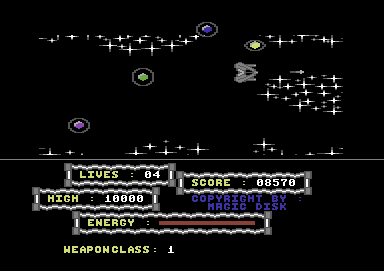 LIVES : 04
SCORE : 08570
HIGH : 10000
COPYRIGHT BY :
MAGIC DISK
ENERGY :
WEAPONCLASS: 1